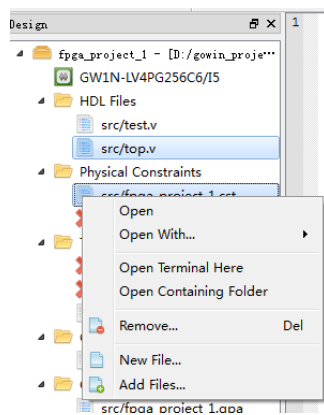 Design
1
fpga_project_1 - [D:/gowin_proje...
GW1N-LV4PG256C6/I5
HDL Files
src/test.v
src/top.v
Physical Constraints
src/fpga_project_1.cst
Open
Open With...
Open Terminal Here
Open Containing Folder
Remove... Del
New File...
Add Files...
src/fpga_project_1.gpa